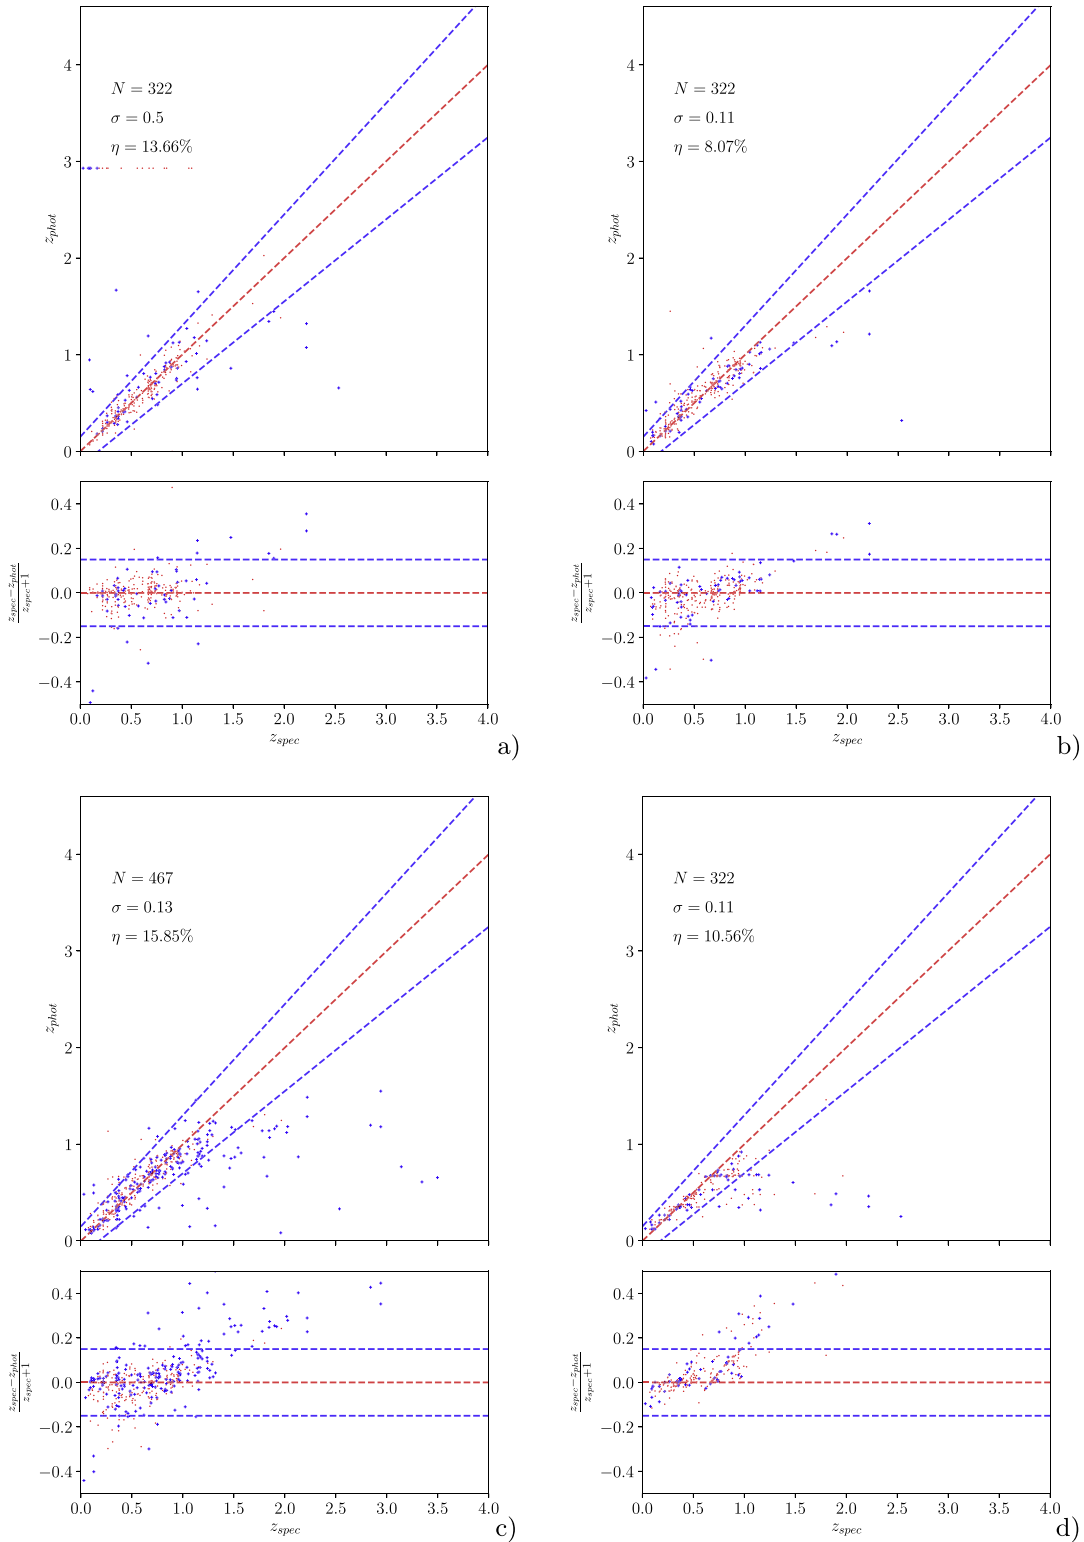 4
3
2
1
0
z_phot
N = 322
σ = 0.5
η = 13.66%
0.4
0.2
0.0
−0.2
−0.4
(z_spec−z_phot)/(z_spec+1)
0.0 0.5 1.0 1.5 2.0 2.5 3.0 3.5 4.0
z_spec
a)
4
3
2
1
0
z_phot
N = 322
σ = 0.11
η = 8.07%
0.4
0.2
0.0
−0.2
−0.4
(z_spec−z_phot)/(z_spec+1)
0.0 0.5 1.0 1.5 2.0 2.5 3.0 3.5 4.0
z_spec
b)
4
3
2
1
0
z_phot
N = 467
σ = 0.13
η = 15.85%
0.4
0.2
0.0
−0.2
−0.4
(z_spec−z_phot)/(z_spec+1)
0.0 0.5 1.0 1.5 2.0 2.5 3.0 3.5 4.0
z_spec
c)
4
3
2
1
0
z_phot
N = 322
σ = 0.11
η = 10.56%
0.4
0.2
0.0
−0.2
−0.4
(z_spec−z_phot)/(z_spec+1)
0.0 0.5 1.0 1.5 2.0 2.5 3.0 3.5 4.0
z_spec
d)